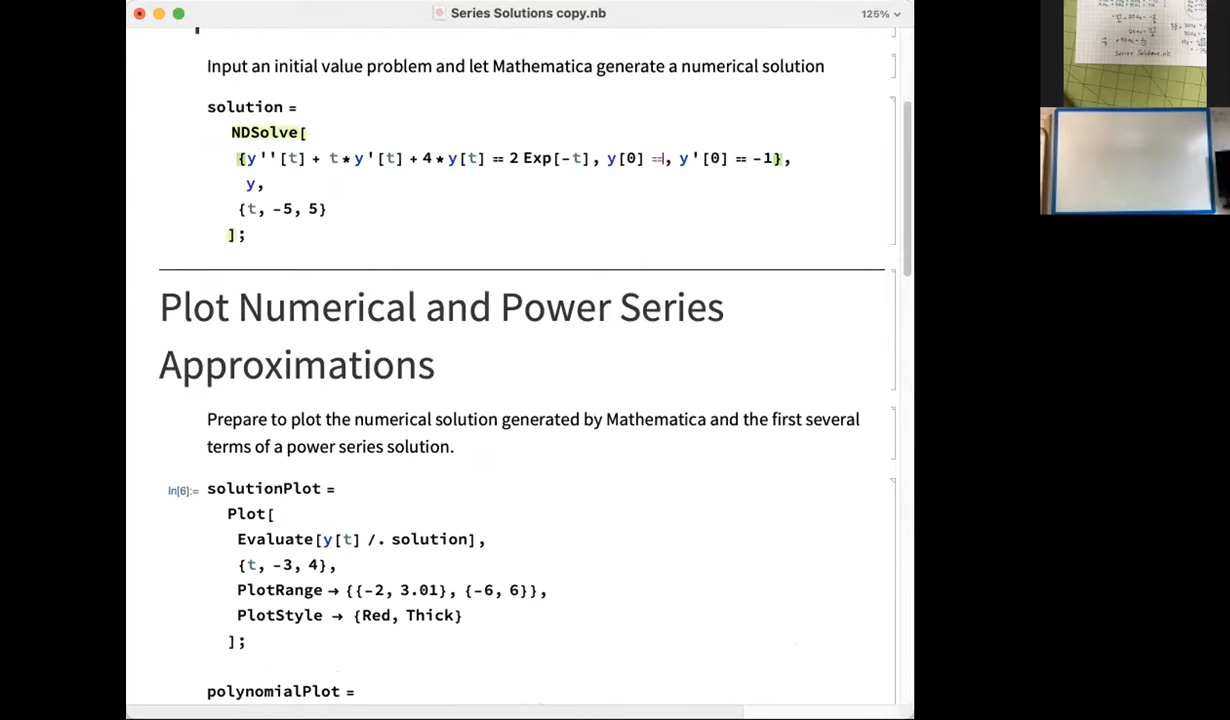 Series Solutions copy.nb
125%
Input an initial value problem and let Mathematica generate a numerical solution
solution =
NDSolve[
{y''[t] + t*y'[t] + 4*y[t] == 2 Exp[-t], y[0] ==, y'[0] == -1},
y,
{t, -5, 5}
];
Plot Numerical and Power Series
Approximations
Prepare to plot the numerical solution generated by Mathematica and the first several
terms of a power series solution.
In[6]:= solutionPlot =
Plot[
Evaluate[y[t] /. solution],
{t, -3, 4},
PlotRange → {{-2, 3.01}, {-6, 6}},
PlotStyle → {Red, Thick}
];
polynomialPlot =
Series Solutions.nb